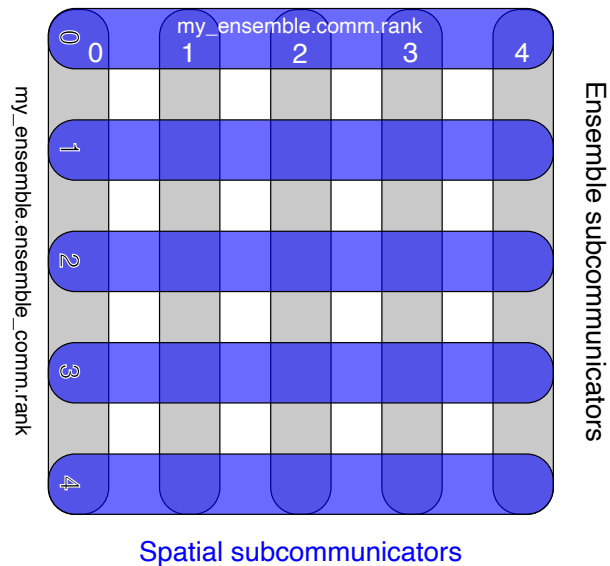 my_ensemble.comm.rank
0 1 2 3 4
my_ensemble.ensemble_comm.rank
0
1
2
3
4
Ensemble subcommunicators
Spatial subcommunicators